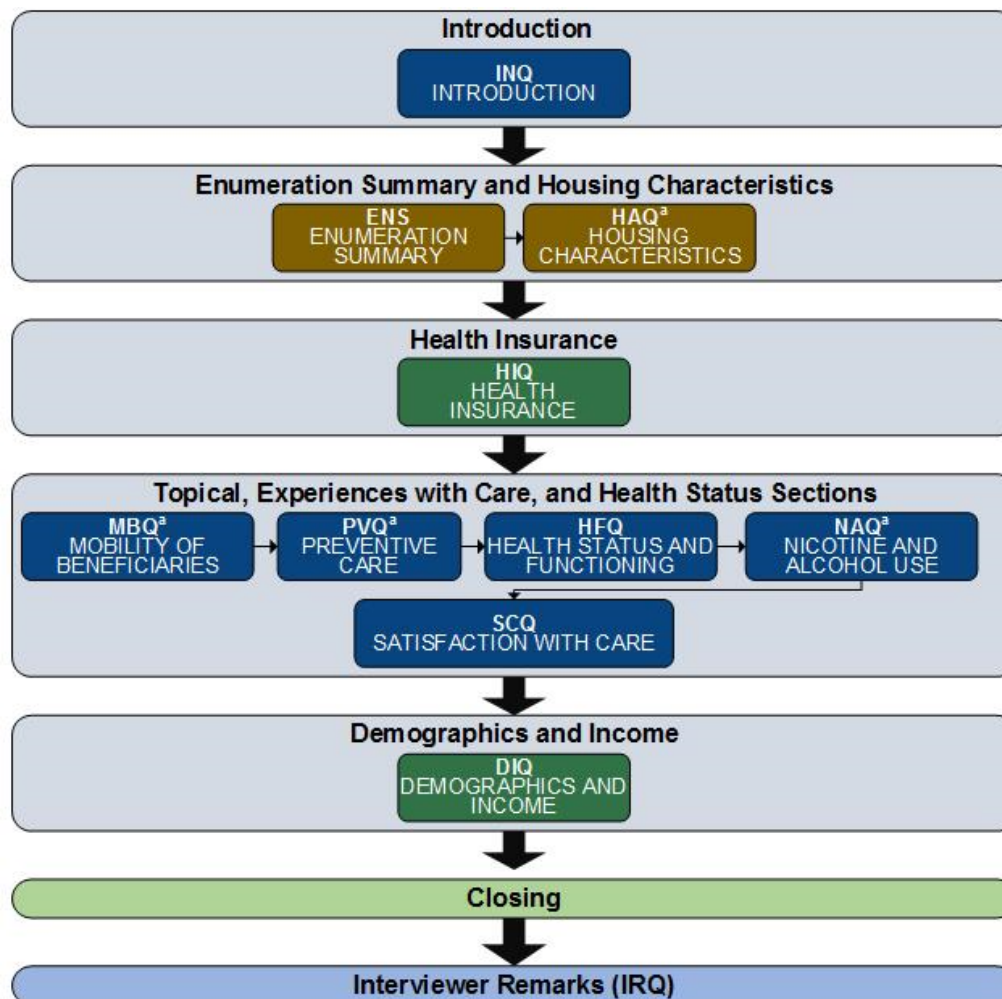 Introduction
INQ
INTRODUCTION
Enumeration Summary and Housing Characteristics
ENS
ENUMERATION
SUMMARY
HAQᵃ
HOUSING
CHARACTERISTICS
Health Insurance
HIQ
HEALTH
INSURANCE
Topical, Experiences with Care, and Health Status Sections
MBQᵃ
MOBILITY OF
BENEFICIARIES
PVQᵃ
PREVENTIVE
CARE
HFQ
HEALTH STATUS AND
FUNCTIONING
NAQᵃ
NICOTINE AND
ALCOHOL USE
SCQ
SATISFACTION WITH CARE
Demographics and Income
DIQ
DEMOGRAPHICS AND
INCOME
Closing
Interviewer Remarks (IRQ)